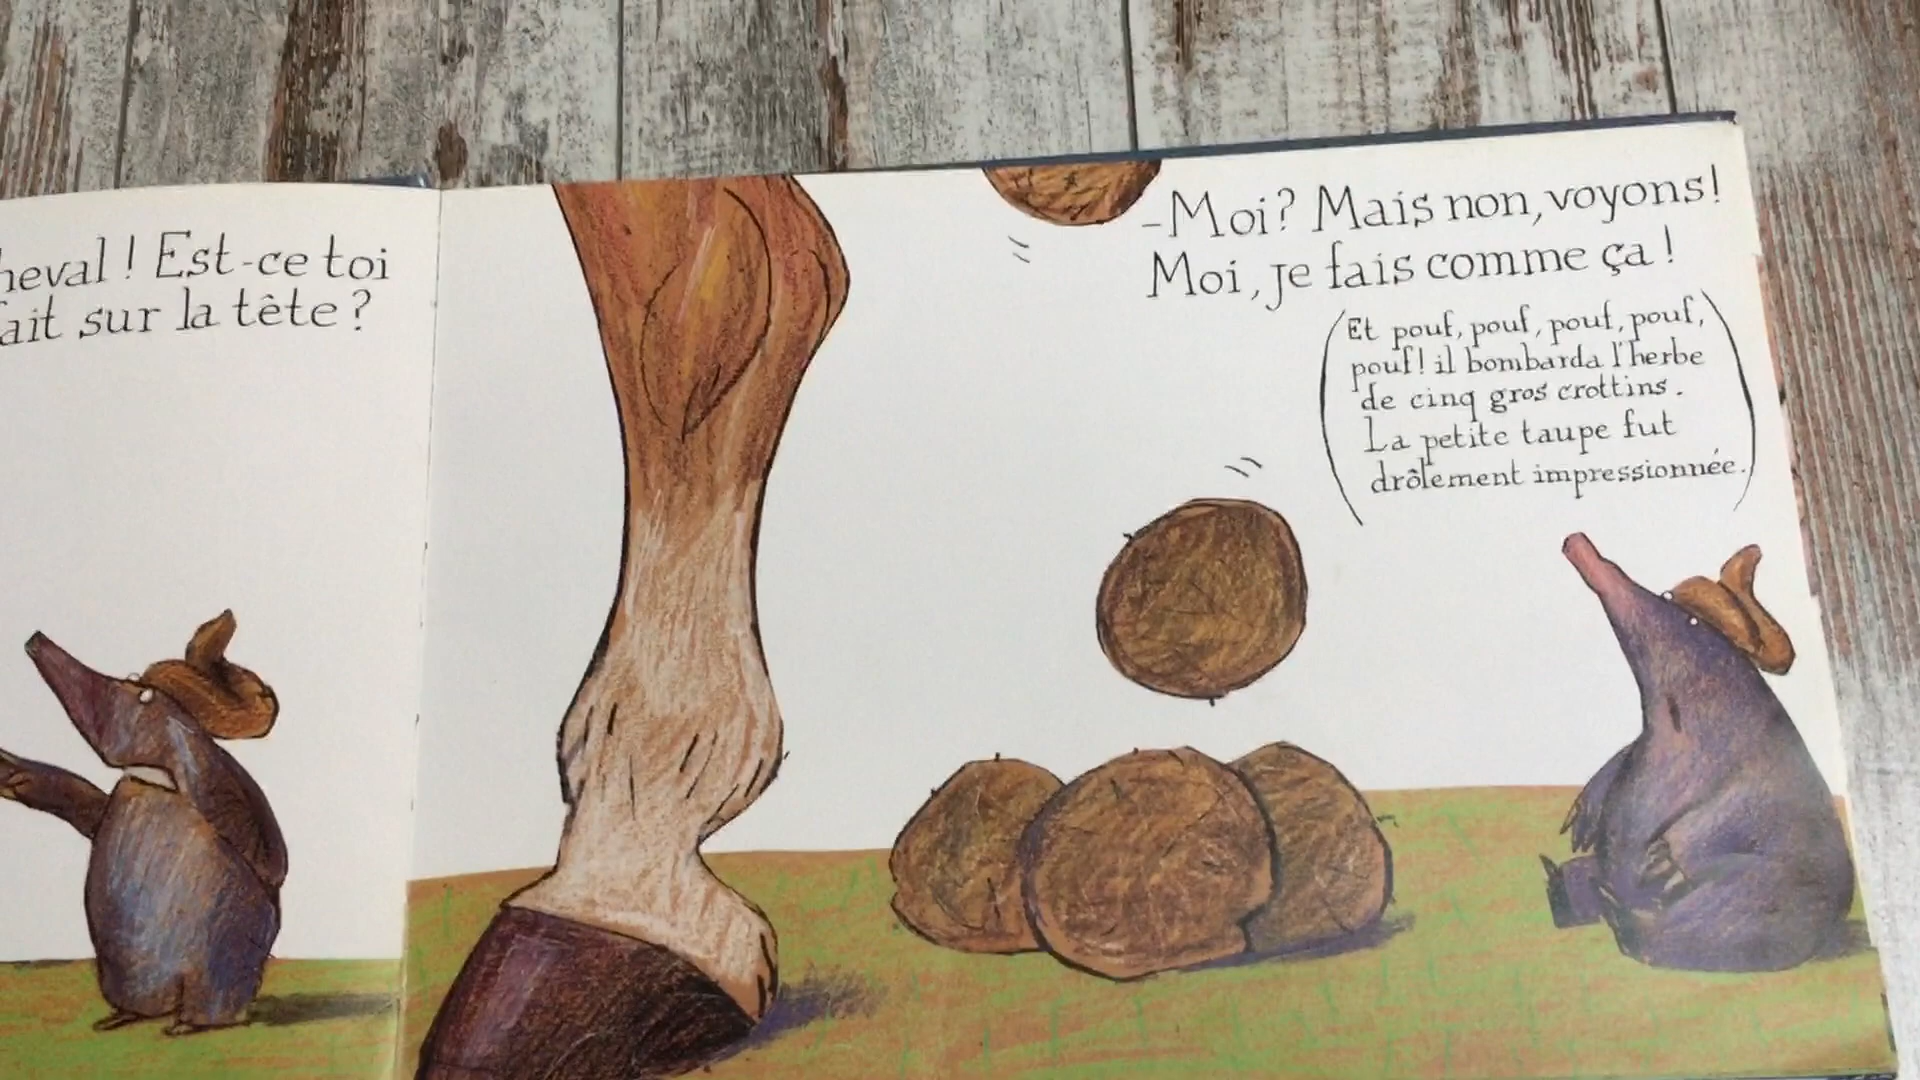 heval ! Est-ce toi
ait sur la tête ?
-Moi? Mais non, voyons!
Moi, je fais comme ça !
(Et pouf, pouf, pouf, pouf,
pouf! il bombarda l'herbe
de cinq gros crottins.
La petite taupe fut
drôlement impressionnée.)